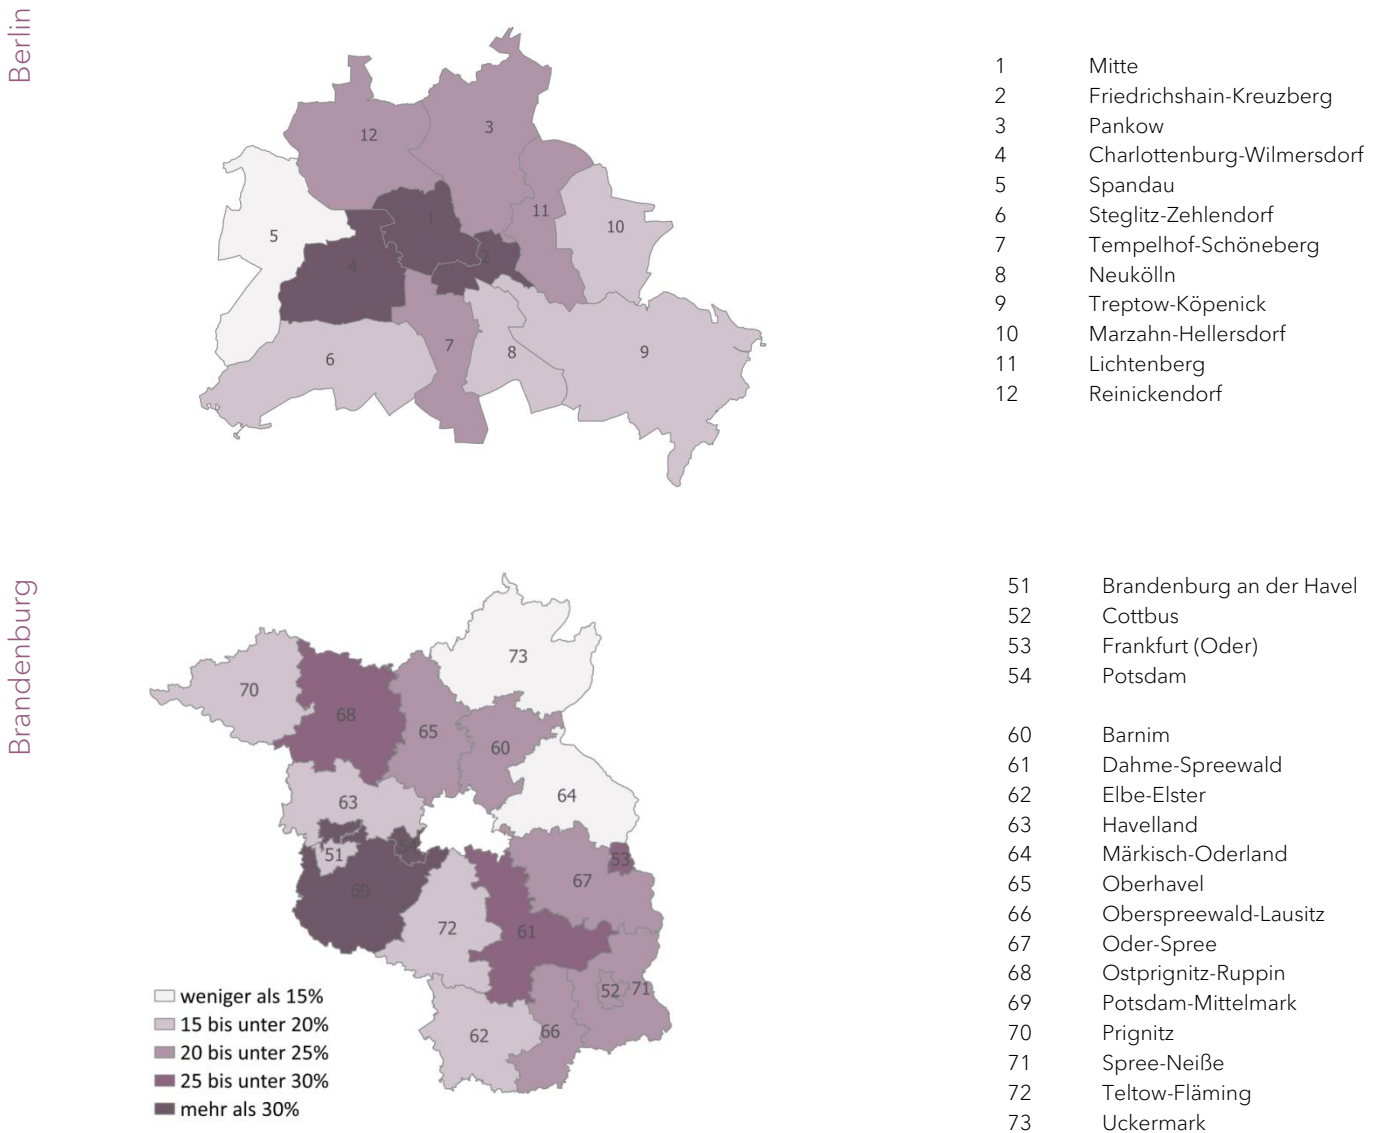 Berlin
1 Mitte
2 Friedrichshain-Kreuzberg
3 Pankow
4 Charlottenburg-Wilmersdorf
5 Spandau
6 Steglitz-Zehlendorf
7 Tempelhof-Schöneberg
8 Neukölln
9 Treptow-Köpenick
10 Marzahn-Hellersdorf
11 Lichtenberg
12 Reinickendorf
12
3
11
10
1
5
2
4
7
8
9
6
Brandenburg
51 Brandenburg an der Havel
52 Cottbus
53 Frankfurt (Oder)
54 Potsdam
60 Barnim
61 Dahme-Spreewald
62 Elbe-Elster
63 Havelland
64 Märkisch-Oderland
65 Oberhavel
66 Oberspreewald-Lausitz
67 Oder-Spree
68 Ostprignitz-Ruppin
69 Potsdam-Mittelmark
70 Prignitz
71 Spree-Neiße
72 Teltow-Fläming
73 Uckermark
73
70
68
65
60
64
63
54
51
53
69
67
72
61
52
71
66
62
weniger als 15%
15 bis unter 20%
20 bis unter 25%
25 bis unter 30%
mehr als 30%